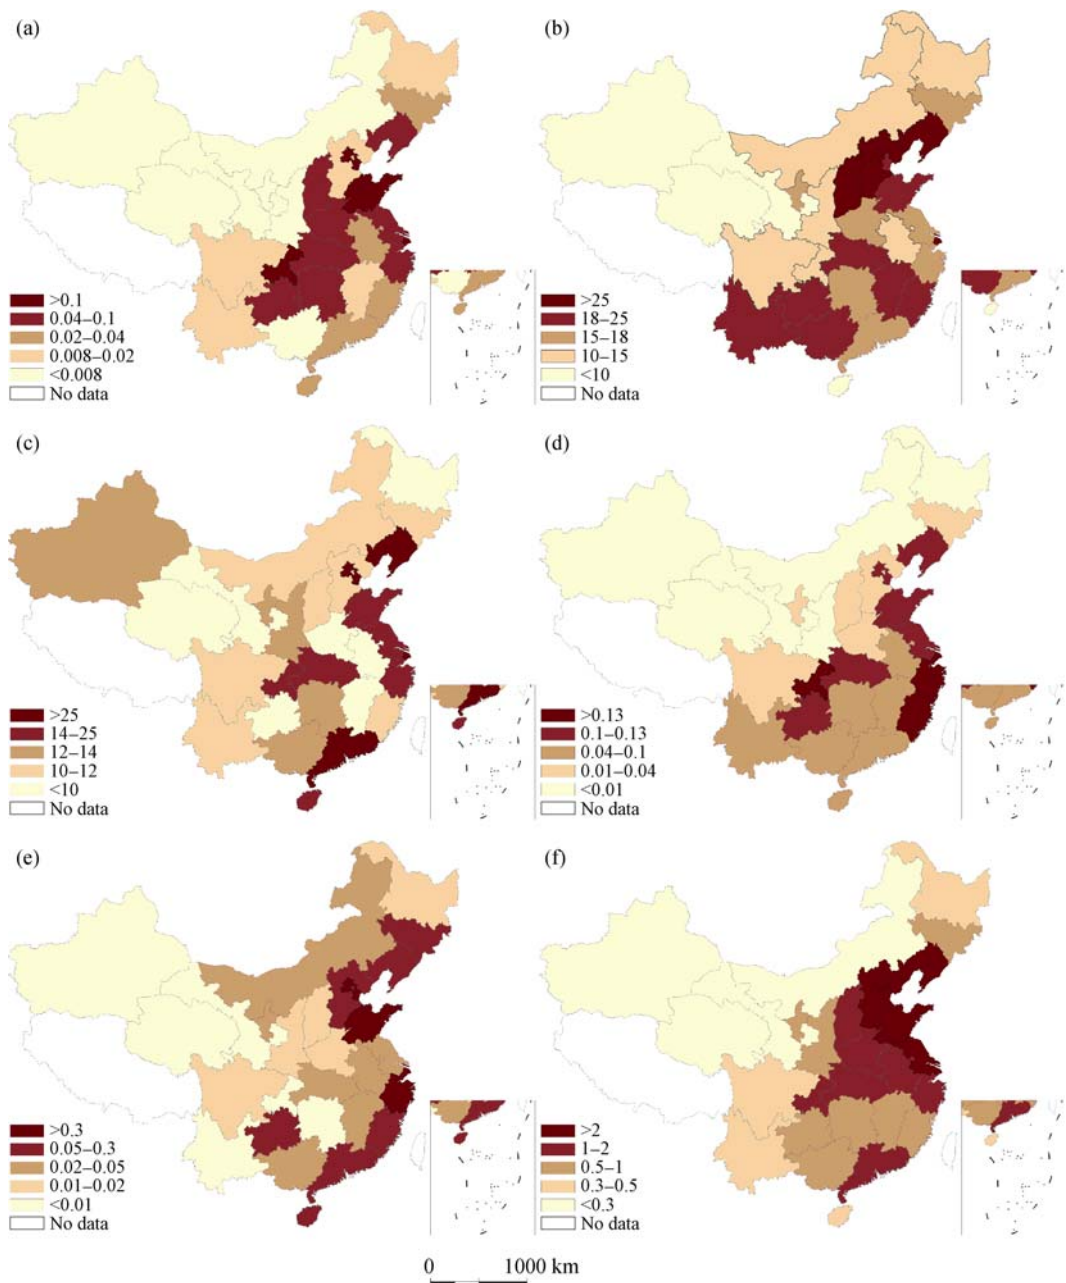 (a)
>0.1
0.04–0.1
0.02–0.04
0.008–0.02
<0.008
No data
(b)
>25
18–25
15–18
10–15
<10
No data
(c)
>25
14–25
12–14
10–12
<10
No data
(d)
>0.13
0.1–0.13
0.04–0.1
0.01–0.04
<0.01
No data
(e)
>0.3
0.05–0.3
0.02–0.05
0.01–0.02
<0.01
No data
(f)
>2
1–2
0.5–1
0.3–0.5
<0.3
No data
0 1000 km